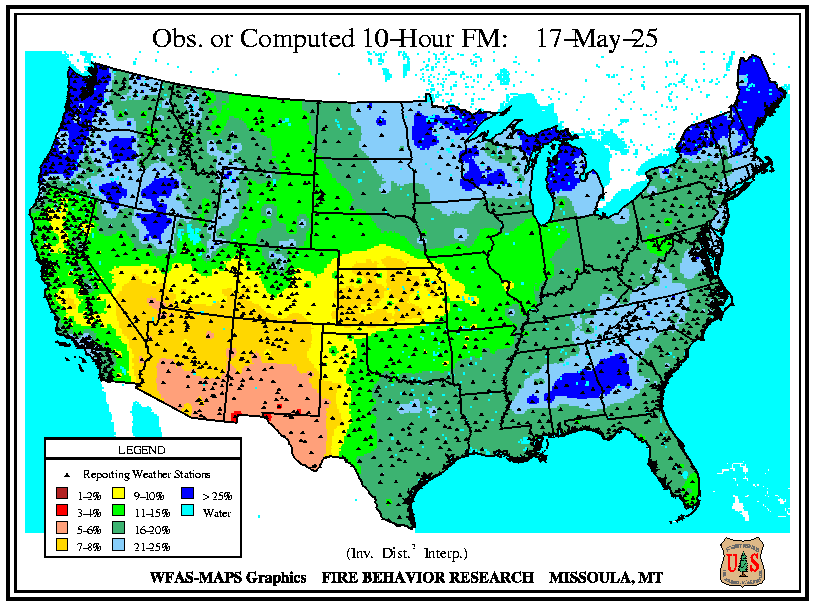 Obs. or Computed 10-Hour FM: 17-May-25
LEGEND
Reporting Weather Stations
1-2% 9-10% > 25%
3-4% 11-15% Water
5-6% 16-20%
7-8% 21-25%
(Inv. Dist.² Interp.)
WFAS-MAPS Graphics FIRE BEHAVIOR RESEARCH MISSOULA, MT
U S